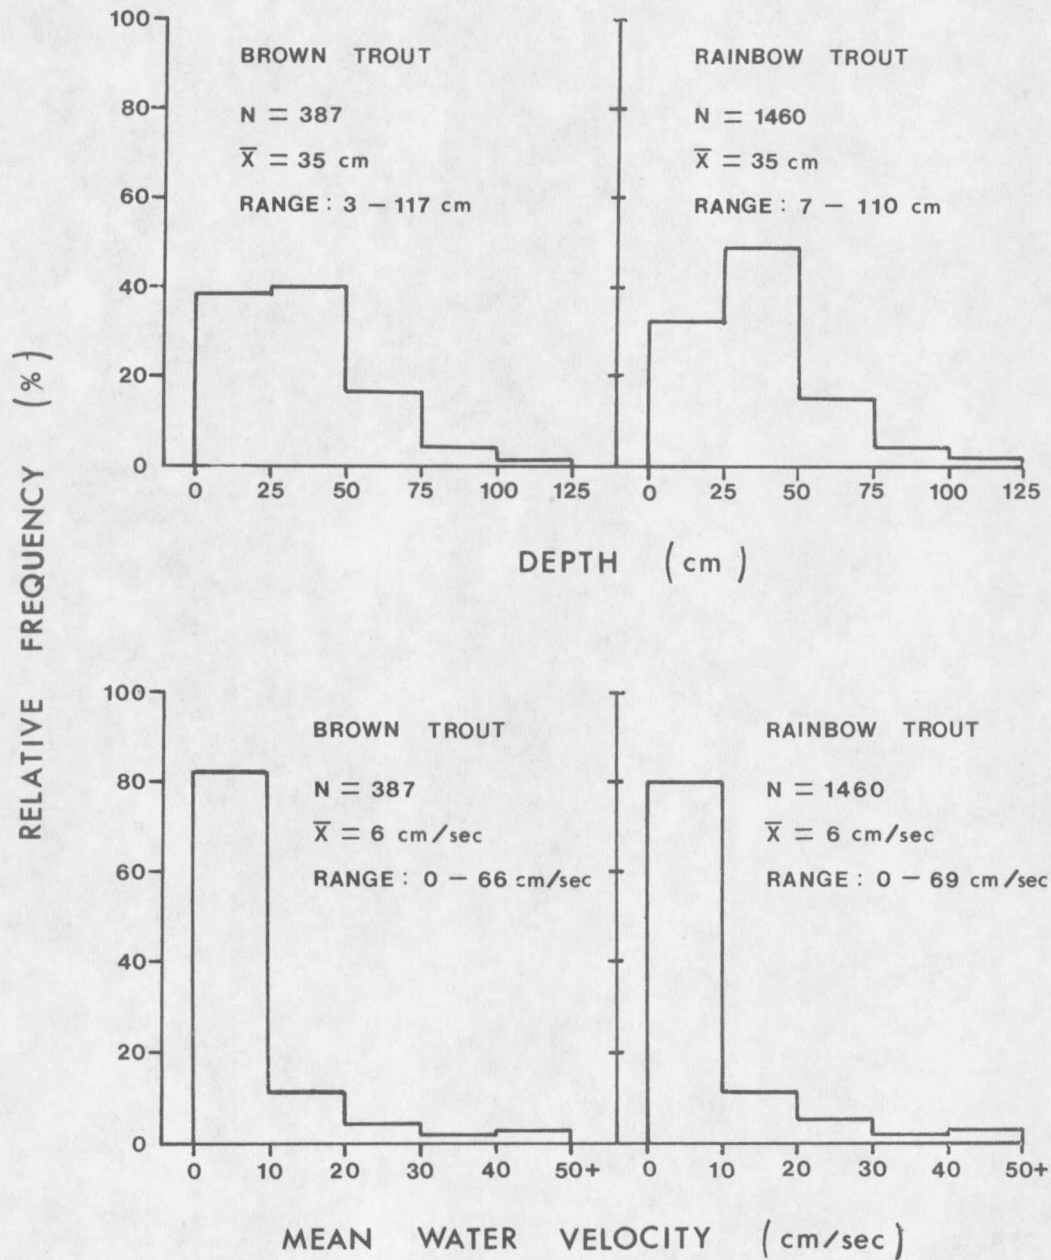 RELATIVE FREQUENCY (%)
100
80
60
40
20
0
BROWN TROUT
N = 387
X̅ = 35 cm
RANGE: 3 – 117 cm
0 25 50 75 100 125
RAINBOW TROUT
N = 1460
X̅ = 35 cm
RANGE: 7 – 110 cm
0 25 50 75 100 125
DEPTH (cm)
100
80
60
40
20
0
BROWN TROUT
N = 387
X̅ = 6 cm/sec
RANGE: 0 – 66 cm/sec
0 10 20 30 40 50+
RAINBOW TROUT
N = 1460
X̅ = 6 cm/sec
RANGE: 0 – 69 cm/sec
0 10 20 30 40 50+
MEAN WATER VELOCITY (cm/sec)